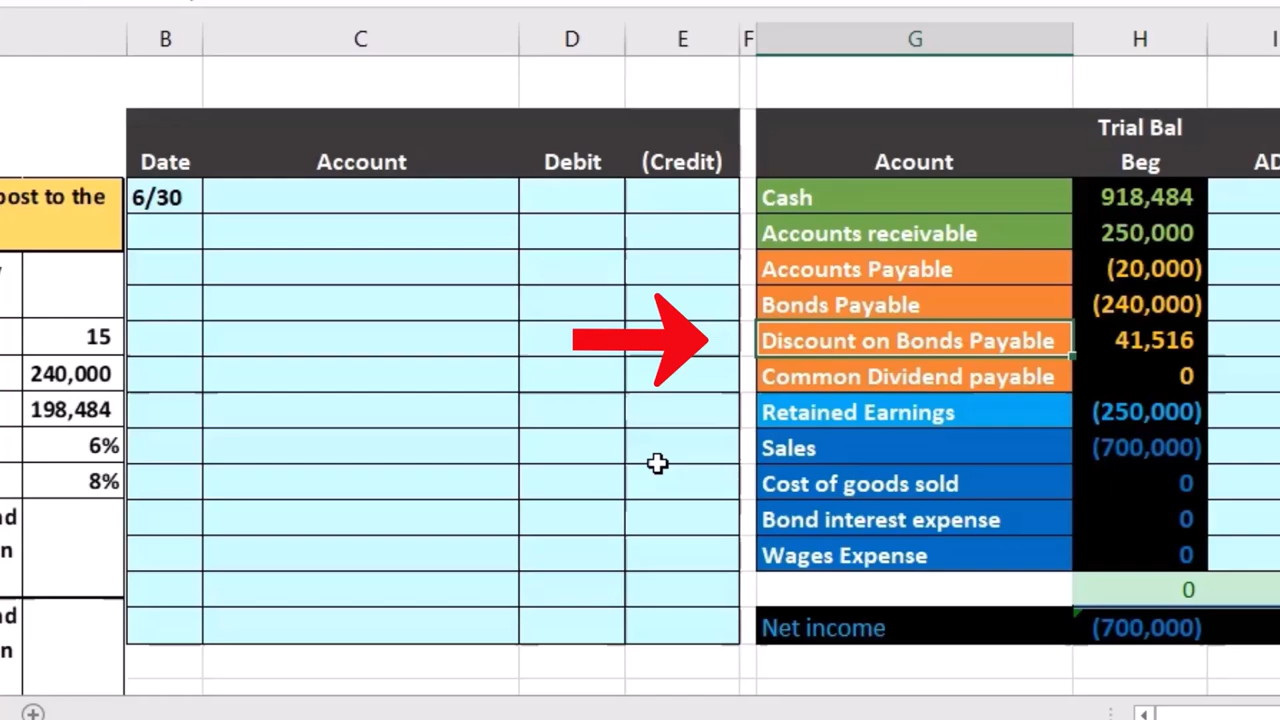 B C D E F G H I
Trial Bal
Date Account Debit (Credit) Acount Beg AD
post to the 6/30 Cash 918,484
Accounts receivable 250,000
Accounts Payable (20,000)
Bonds Payable (240,000)
15 Discount on Bonds Payable 41,516
240,000 Common Dividend payable 0
198,484 Retained Earnings (250,000)
6% Sales (700,000)
8% Cost of goods sold 0
nd Bond interest expense 0
n Wages Expense 0
0
nd Net income (700,000)
n